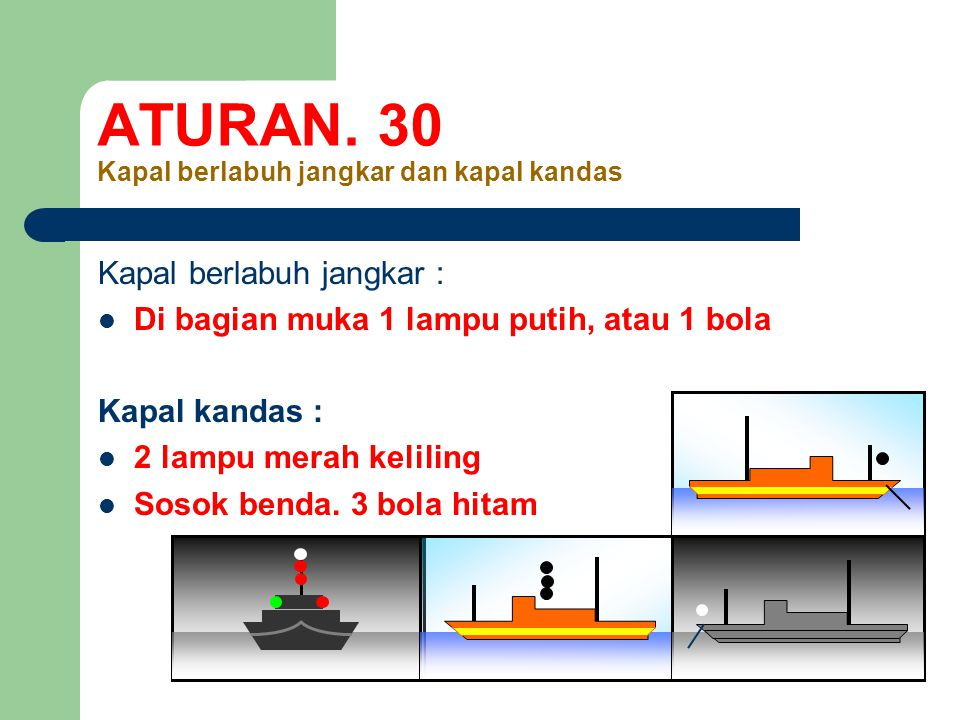 ATURAN. 30
Kapal berlabuh jangkar dan kapal kandas
Kapal berlabuh jangkar :
Di bagian muka 1 lampu putih, atau 1 bola
Kapal kandas :
2 lampu merah keliling
Sosok benda. 3 bola hitam